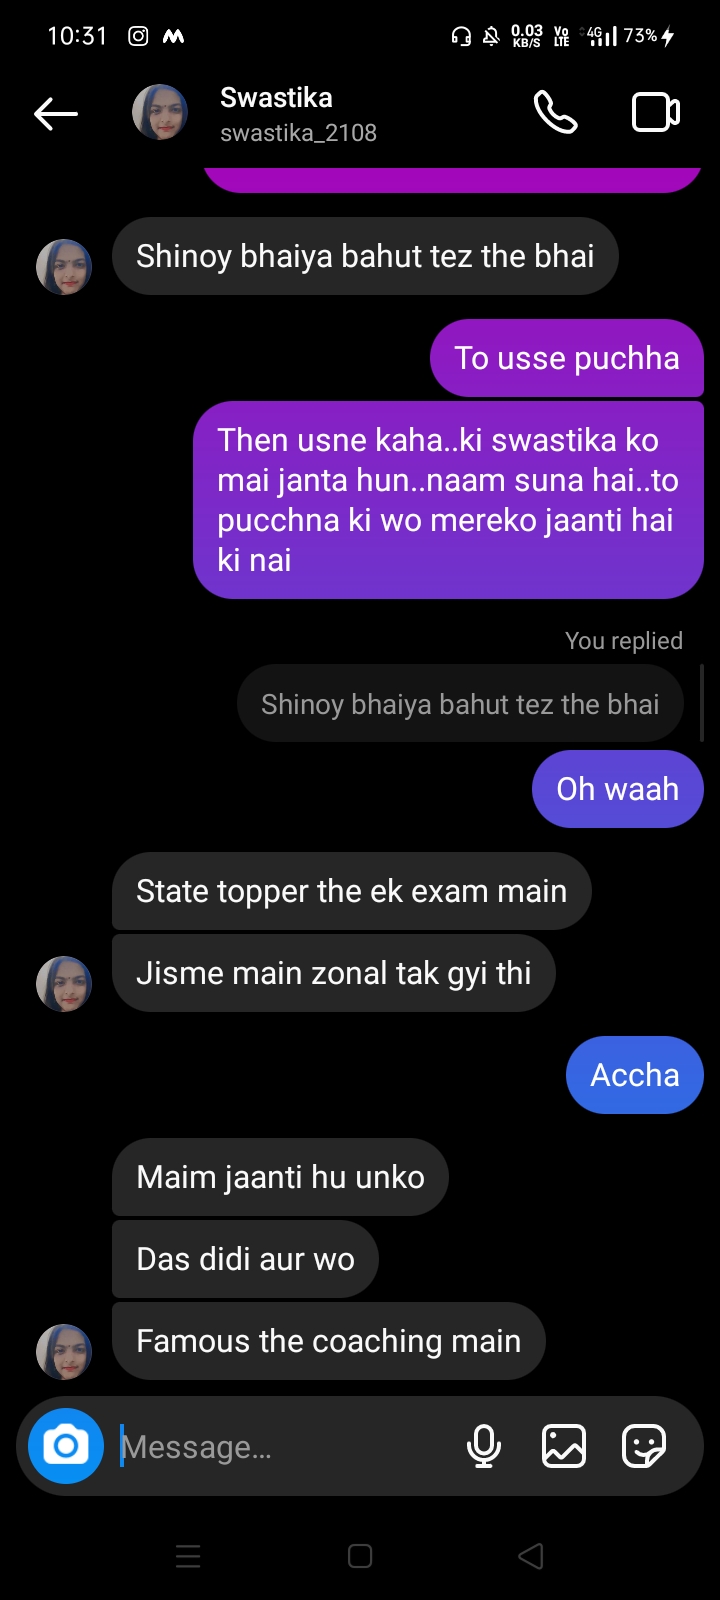 10:31
0.03 KB/S
Vo LTE
4G
73%
Swastika
swastika_2108
Shinoy bhaiya bahut tez the bhai
To usse puchha
Then usne kaha..ki swastika ko
mai janta hun..naam suna hai..to
pucchna ki wo mereko jaanti hai
ki nai
You replied
Shinoy bhaiya bahut tez the bhai
Oh waah
State topper the ek exam main
Jisme main zonal tak gyi thi
Accha
Maim jaanti hu unko
Das didi aur wo
Famous the coaching main
Message...